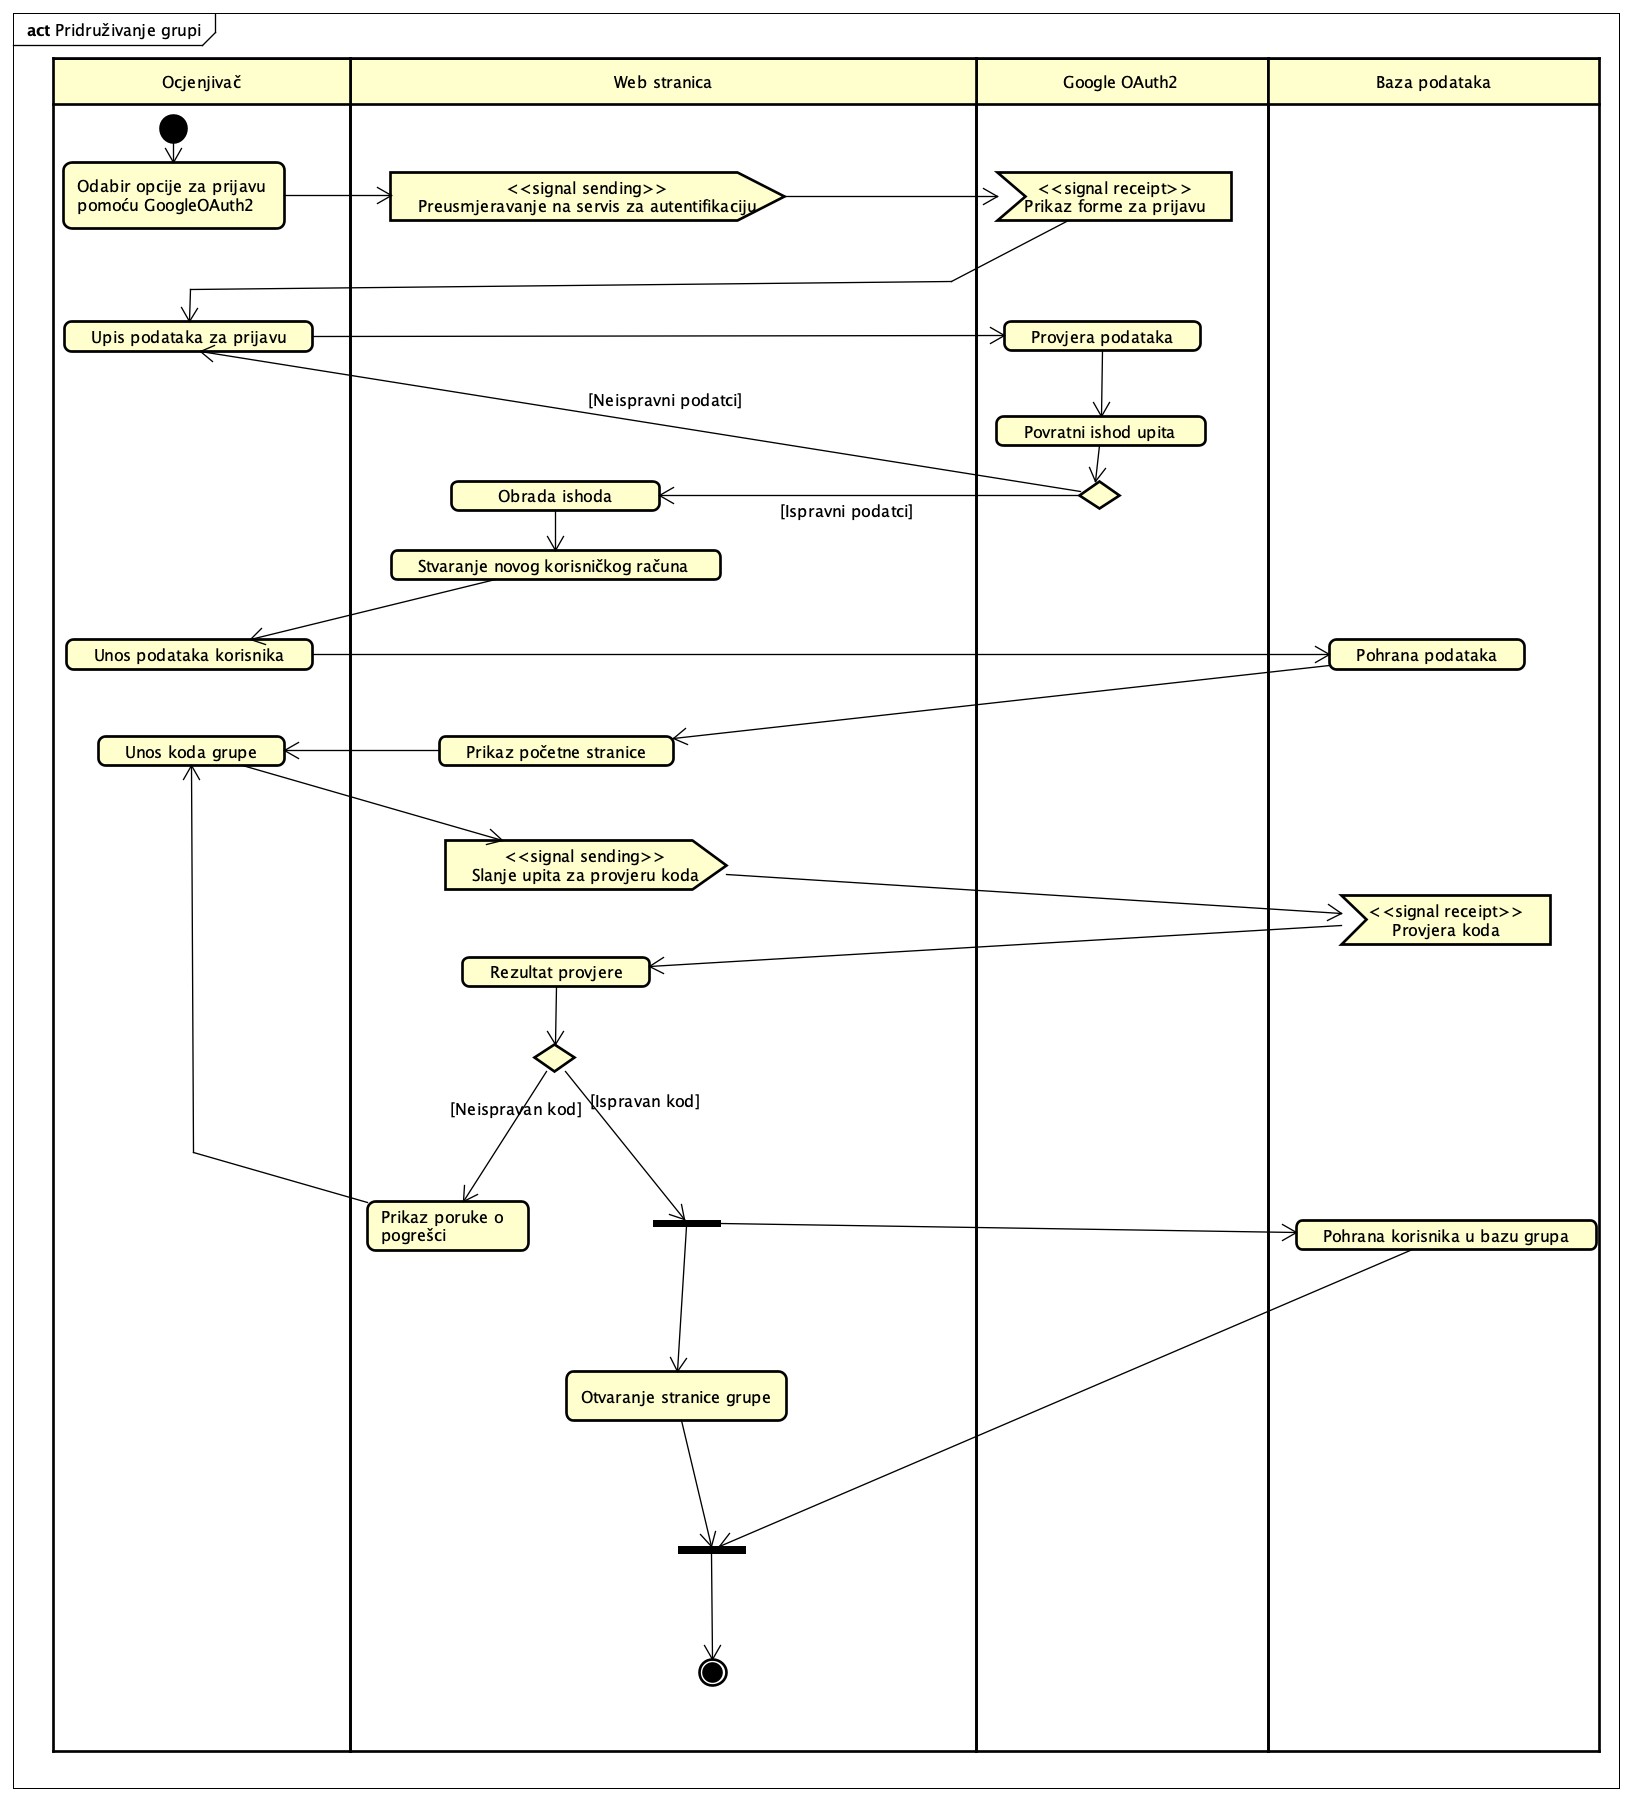 act Pridruživanje grupi
Ocjenjivač
Web stranica
Google OAuth2
Baza podataka
Odabir opcije za prijavu
pomoću GoogleOAuth2
<<signal sending>>
Preusmjeravanje na servis za autentifikaciju
<<signal receipt>>
Prikaz forme za prijavu
Upis podataka za prijavu
Provjera podataka
[Neispravni podatci]
Povratni ishod upita
Obrada ishoda
[Ispravni podatci]
Stvaranje novog korisničkog računa
Unos podataka korisnika
Pohrana podataka
Unos koda grupe
Prikaz početne stranice
<<signal sending>>
Slanje upita za provjeru koda
<<signal receipt>>
Provjera koda
Rezultat provjere
[Neispravan kod]
[Ispravan kod]
Prikaz poruke o
pogrešci
Pohrana korisnika u bazu grupa
Otvaranje stranice grupe